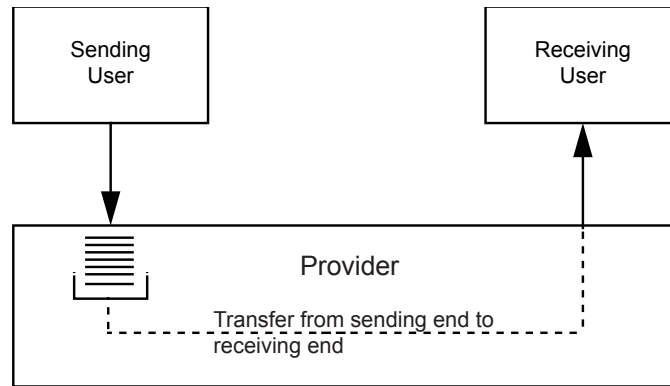 Sending
User
Receiving
User
Provider
Transfer from sending end to
receiving end